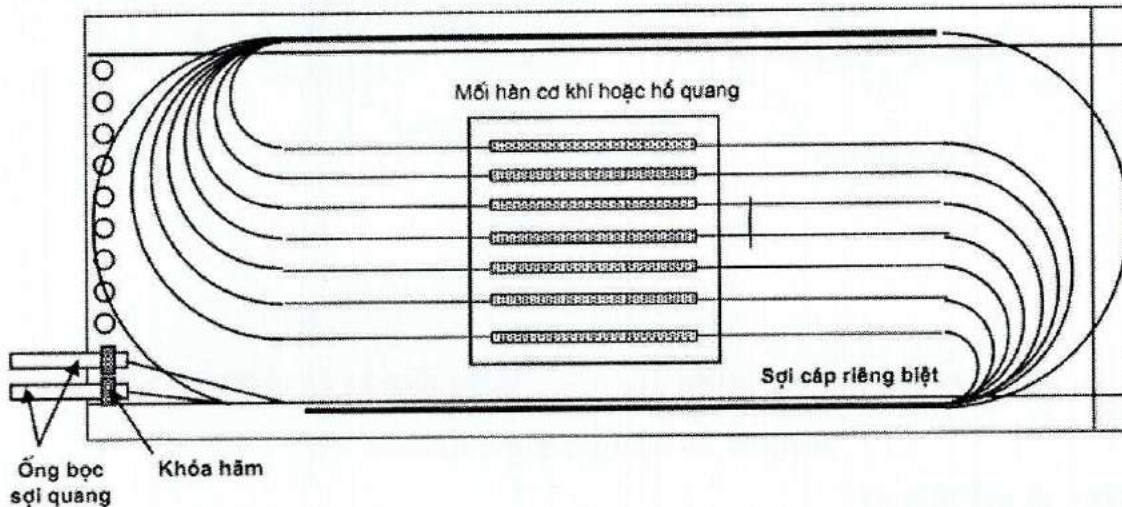 Mối hàn cơ khí hoặc hồ quang
Sợi cáp riêng biệt
Ống bọc
sợi quang
Khóa hãm